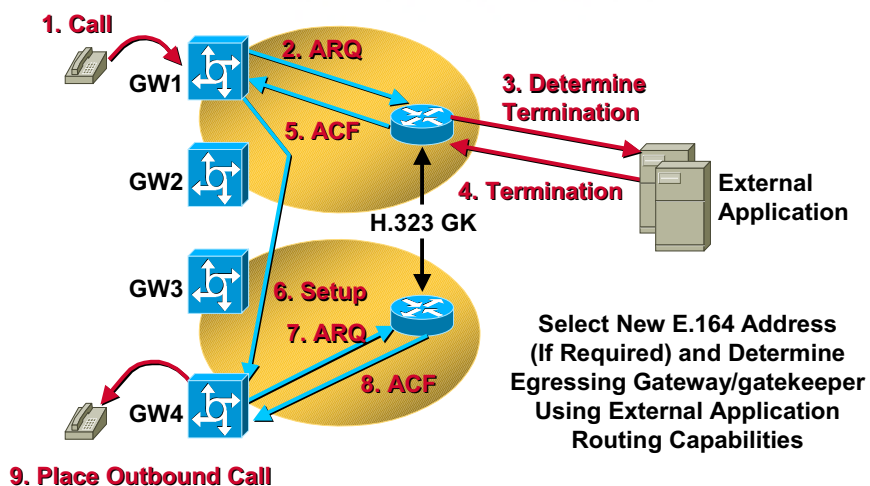 1. Call
GW1
2. ARQ
3. Determine
Termination
5. ACF
GW2
4. Termination
External
Application
H.323 GK
GW3
6. Setup
7. ARQ
8. ACF
GW4
9. Place Outbound Call
Select New E.164 Address
(If Required) and Determine
Egressing Gateway/gatekeeper
Using External Application
Routing Capabilities